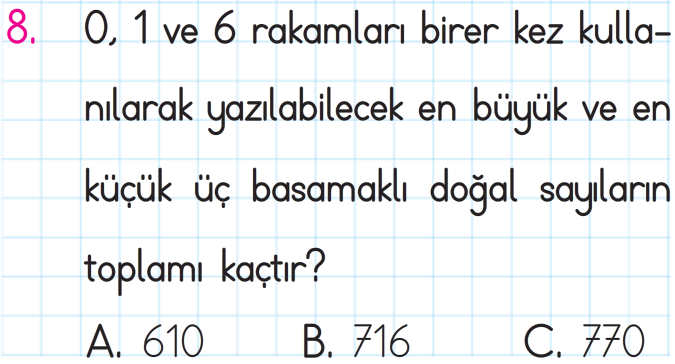 8. 0, 1 ve 6 rakamları birer kez kulla-
nılarak yazılabilecek en büyük ve en
küçük üç basamaklı doğal sayıların
toplamı kaçtır?
A. 610 B. 716 C. 770